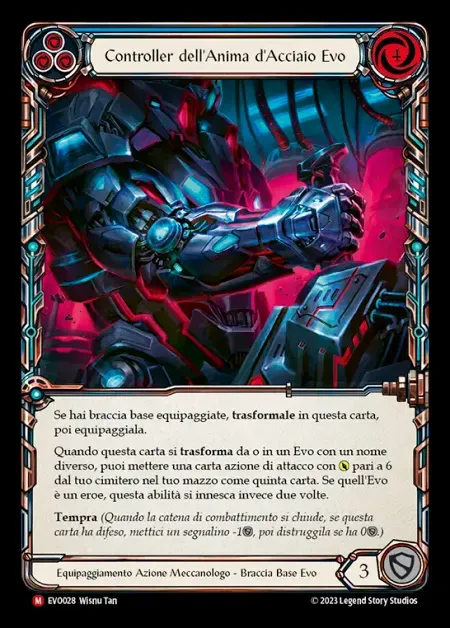 Controller dell'Anima d'Acciaio Evo
4
Se hai braccia base equipaggiate, trasformale in questa carta,
poi equipaggiala.
Quando questa carta si trasforma da o in un Evo con un nome
diverso, puoi mettere una carta azione di attacco con pari a 6
dal tuo cimitero nel tuo mazzo come quinta carta. Se quell'Evo
è un eroe, questa abilità si innesca invece due volte.
Tempra (Quando la catena di combattimento si chiude, se questa
carta ha difeso, mettici un segnalino -1, poi distruggila se ha 0.)
Equipaggiamento Azione Meccanologo - Braccia Base Evo
3
M EVO028 Wisnu Tan
© 2023 Legend Story Studios